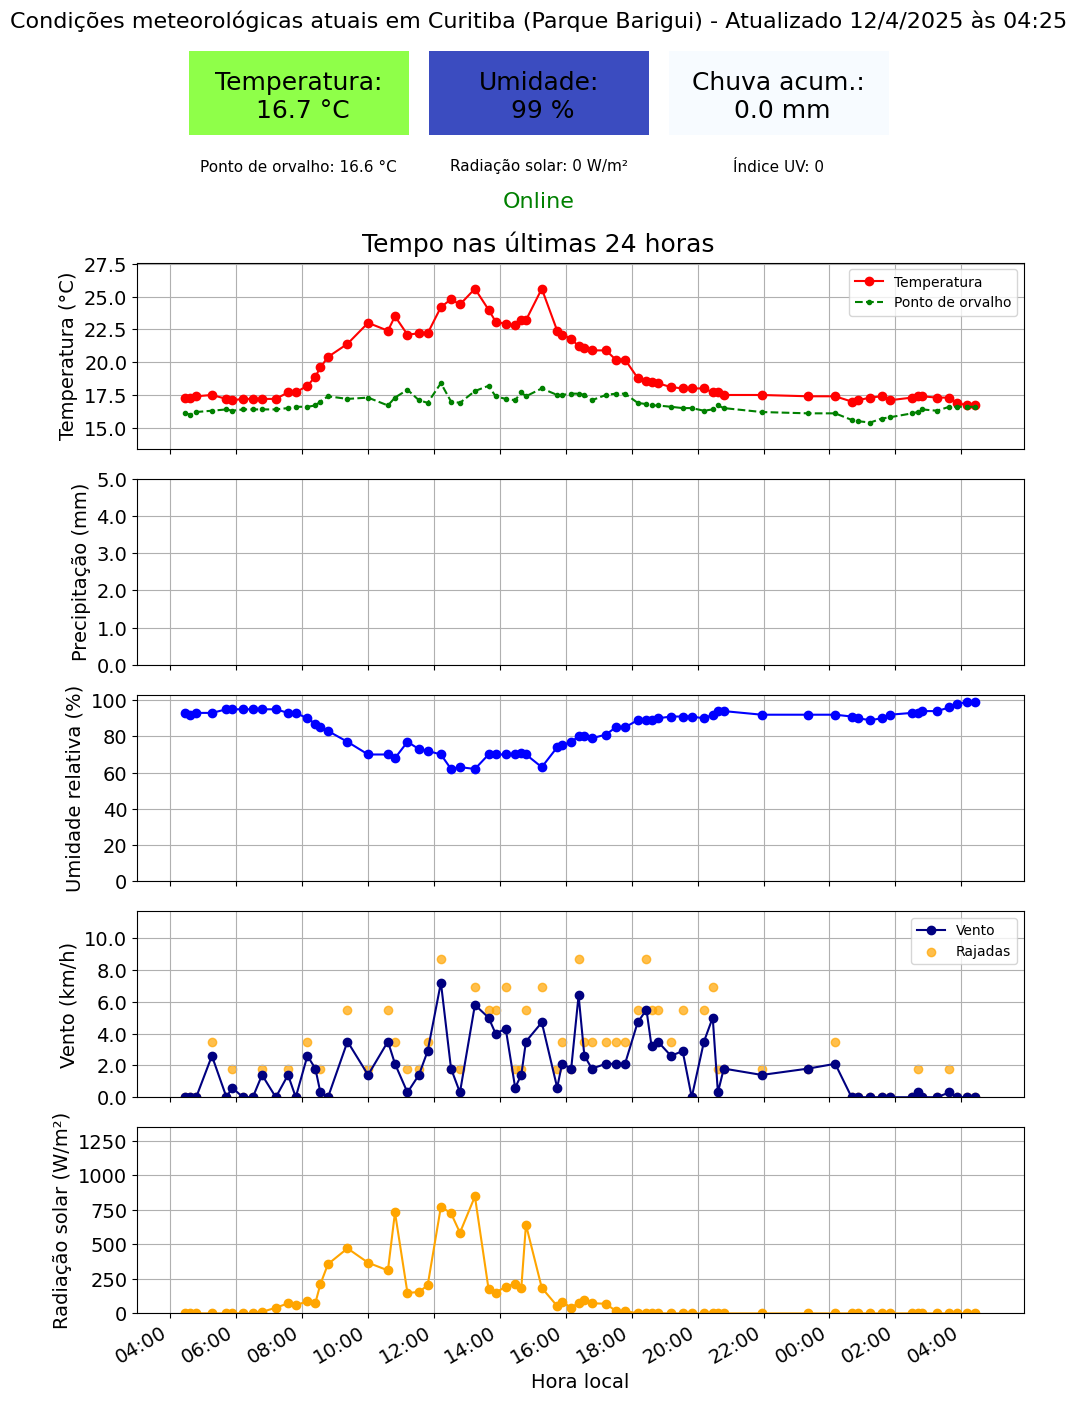 Condições meteorológicas atuais em Curitiba (Parque Barigui) - Atualizado 12/4/2025 às 04:25
Temperatura:
16.7 °C
Umidade:
99 %
Chuva acum.:
0.0 mm
Ponto de orvalho: 16.6 °C
Radiação solar: 0 W/m²
Índice UV: 0
Online
Tempo nas últimas 24 horas
Temperatura (°C)
27.5
25.0
22.5
20.0
17.5
15.0
Temperatura
Ponto de orvalho
Precipitação (mm)
5.0
4.0
3.0
2.0
1.0
0.0
Umidade relativa (%)
100
80
60
40
20
0
Vento (km/h)
10.0
8.0
6.0
4.0
2.0
0.0
Vento
Rajadas
Radiação solar (W/m²)
1250
1000
750
500
250
0
04:00 06:00 08:00 10:00 12:00 14:00 16:00 18:00 20:00 22:00 00:00 02:00 04:00
Hora local